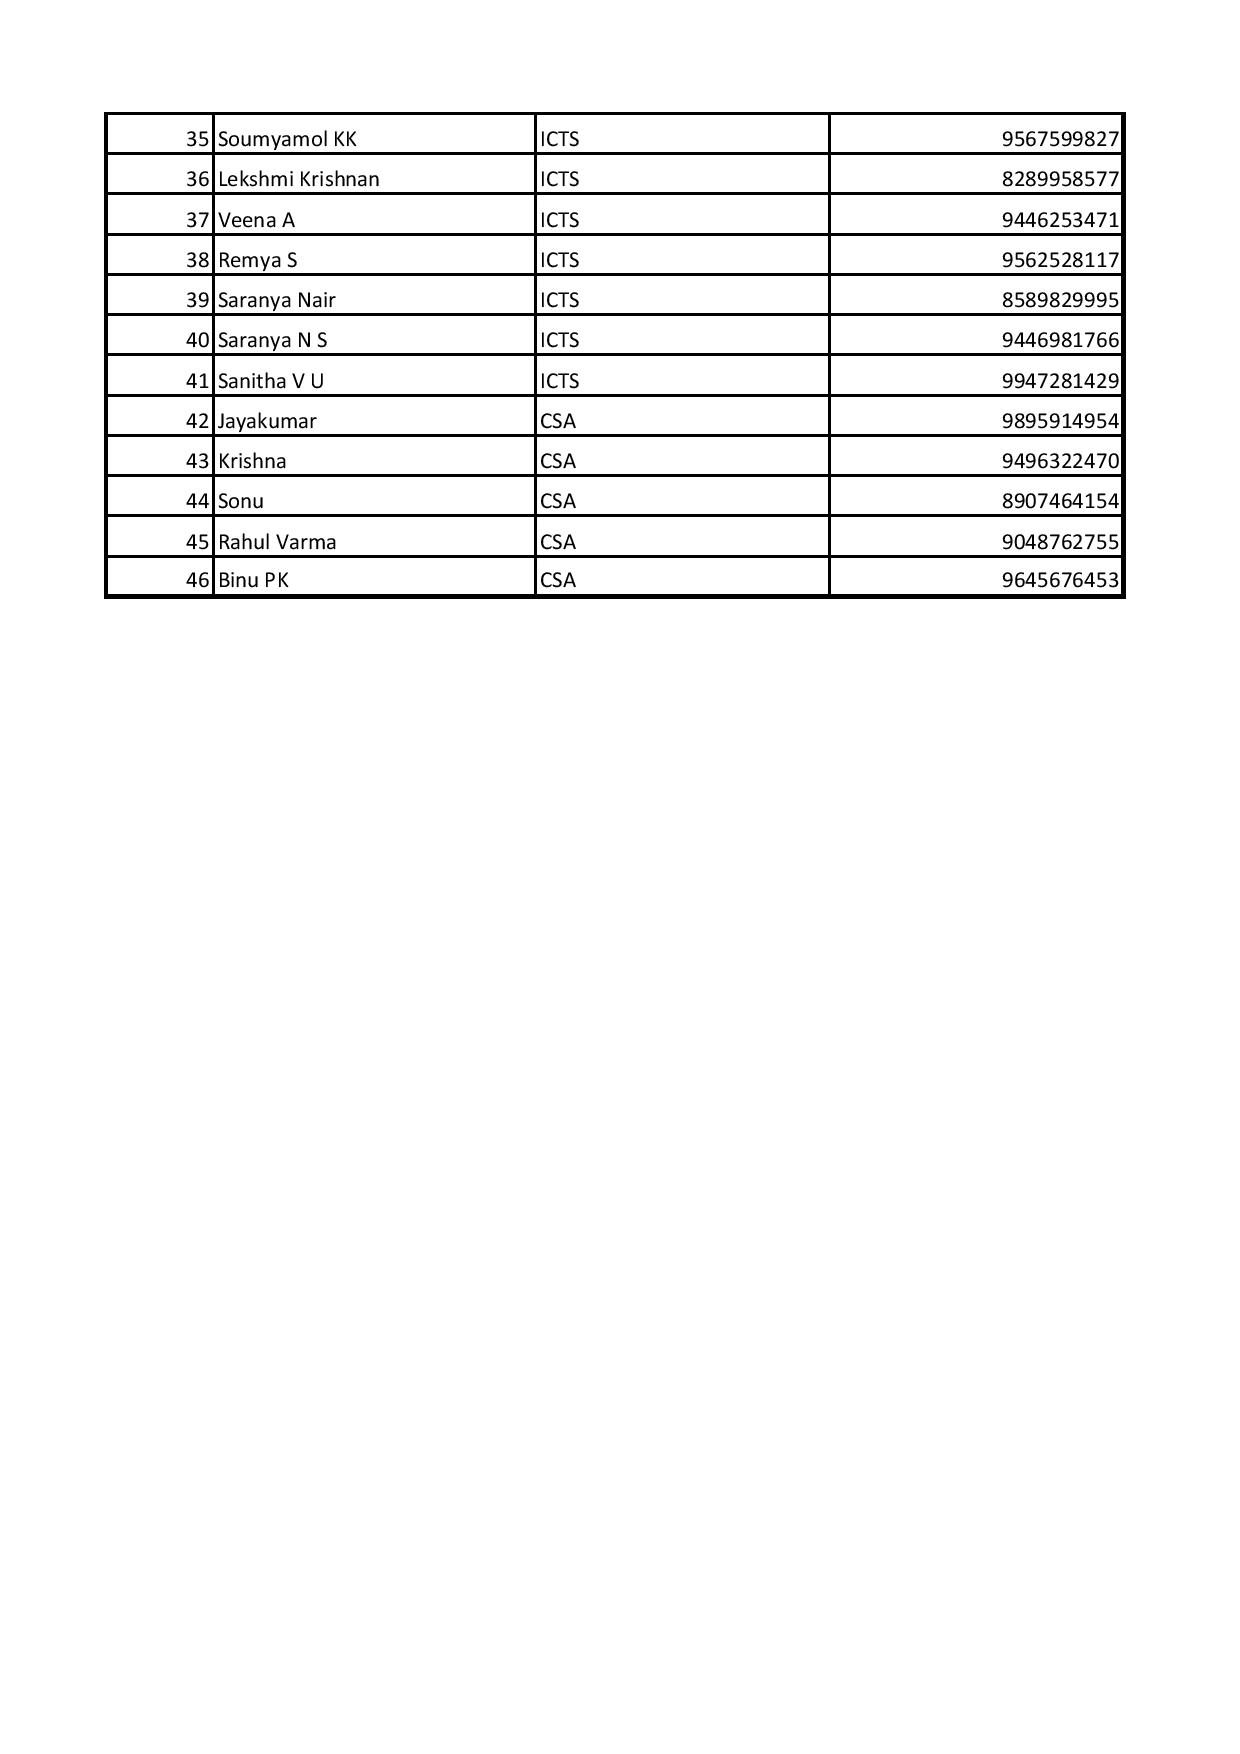 35 Soumyamol KK ICTS 9567599827
36 Lekshmi Krishnan ICTS 8289958577
37 Veena A ICTS 9446253471
38 Remya S ICTS 9562528117
39 Saranya Nair ICTS 8589829995
40 Saranya N S ICTS 9446981766
41 Sanitha V U ICTS 9947281429
42 Jayakumar CSA 9895914954
43 Krishna CSA 9496322470
44 Sonu CSA 8907464154
45 Rahul Varma CSA 9048762755
46 Binu PK CSA 9645676453